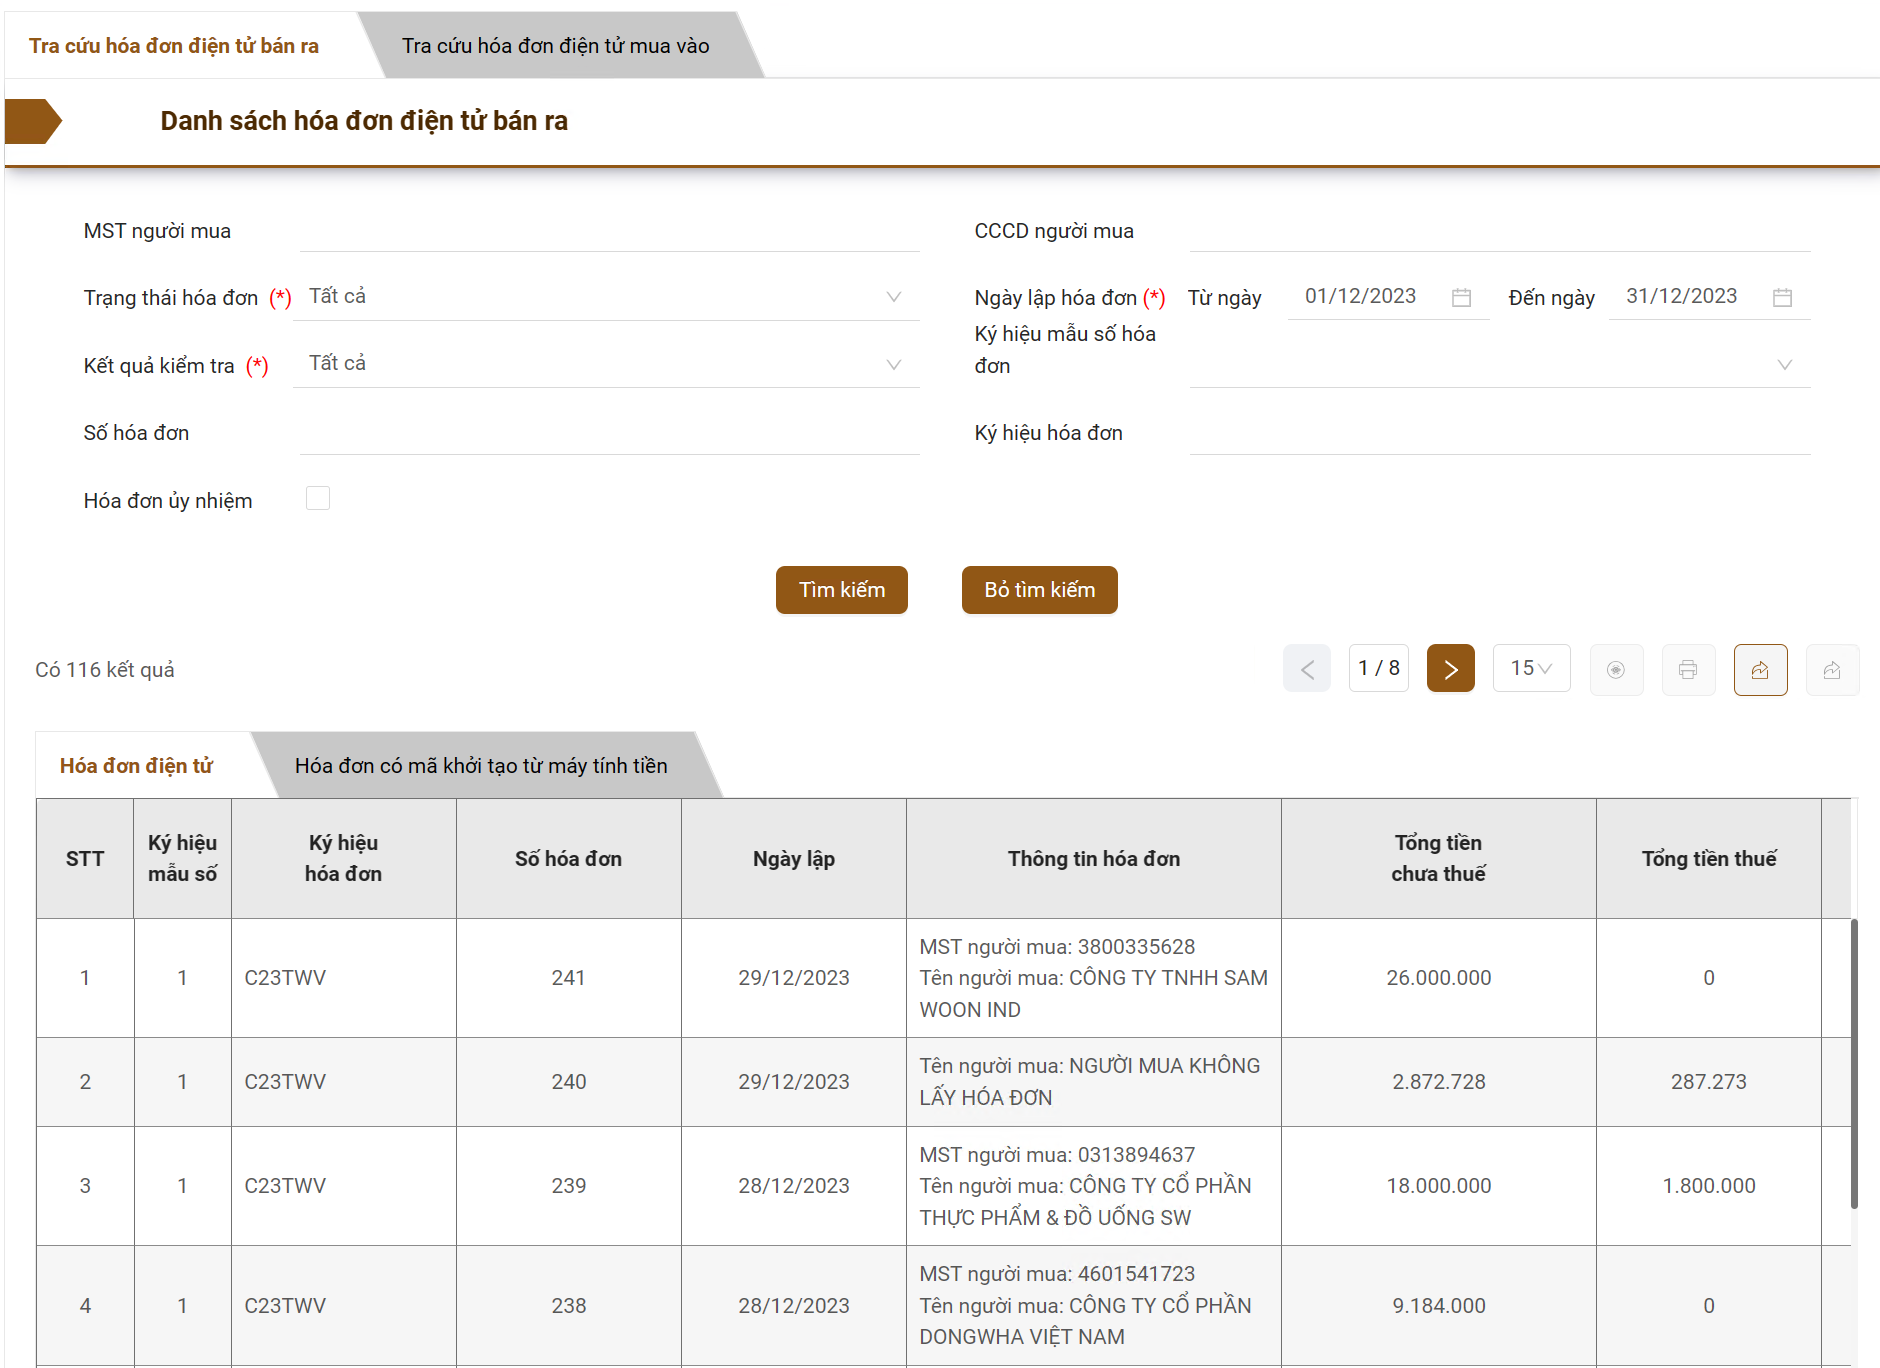 Tra cứu hóa đơn điện tử bán ra
Tra cứu hóa đơn điện tử mua vào
Danh sách hóa đơn điện tử bán ra
MST người mua
CCCD người mua
Trạng thái hóa đơn (*) Tất cả
Ngày lập hóa đơn (*) Từ ngày 01/12/2023 Đến ngày 31/12/2023
Kết quả kiểm tra (*) Tất cả
Ký hiệu mẫu số hóa
đơn
Số hóa đơn
Ký hiệu hóa đơn
Hóa đơn ủy nhiệm
Tìm kiếm
Bỏ tìm kiếm
Có 116 kết quả
1 / 8
15
Hóa đơn điện tử
Hóa đơn có mã khởi tạo từ máy tính tiền
STT
Ký hiệu
mẫu số
Ký hiệu
hóa đơn
Số hóa đơn
Ngày lập
Thông tin hóa đơn
Tổng tiền
chưa thuế
Tổng tiền thuế
1
1
C23TWV
241
29/12/2023
MST người mua: 3800335628
Tên người mua: CÔNG TY TNHH SAM
WOON IND
26.000.000
0
2
1
C23TWV
240
29/12/2023
Tên người mua: NGƯỜI MUA KHÔNG
LẤY HÓA ĐƠN
2.872.728
287.273
3
1
C23TWV
239
28/12/2023
MST người mua: 0313894637
Tên người mua: CÔNG TY CỔ PHẦN
THỰC PHẨM & ĐỒ UỐNG SW
18.000.000
1.800.000
4
1
C23TWV
238
28/12/2023
MST người mua: 4601541723
Tên người mua: CÔNG TY CỔ PHẦN
DONGWHA VIỆT NAM
9.184.000
0